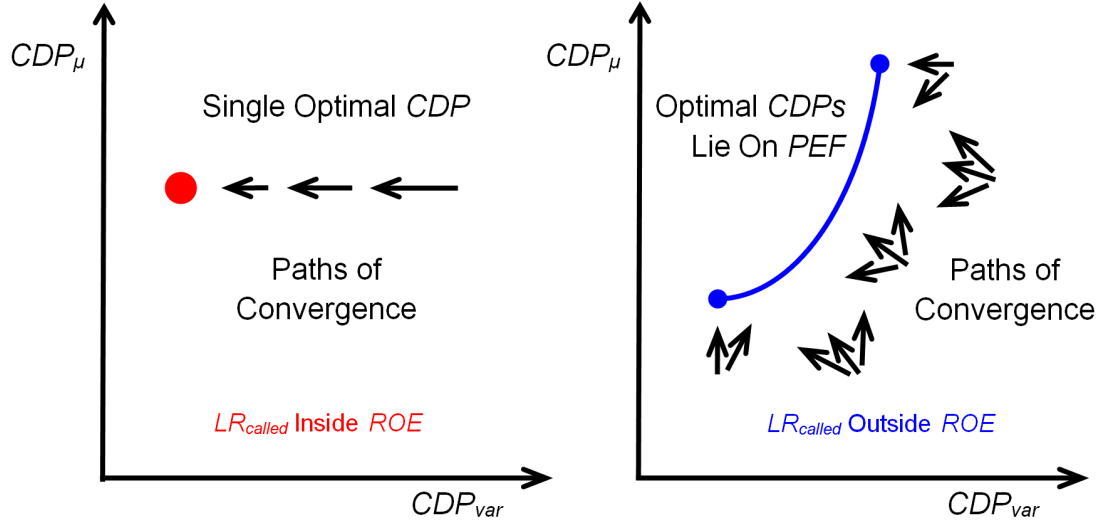 CDPμ
Single Optimal CDP
Paths of
Convergence
LRcalled Inside ROE
CDPvar
CDPμ
Optimal CDPs
Lie On PEF
Paths of
Convergence
LRcalled Outside ROE
CDPvar